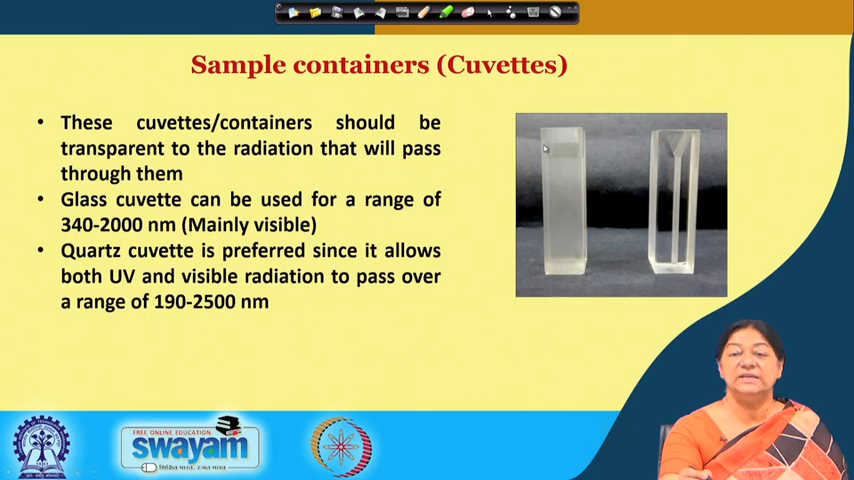 Sample containers (Cuvettes)
• These cuvettes/containers should be
transparent to the radiation that will pass
through them
• Glass cuvette can be used for a range of
340-2000 nm (Mainly visible)
• Quartz cuvette is preferred since it allows
both UV and visible radiation to pass over
a range of 190-2500 nm
FREE ONLINE EDUCATION
swayam